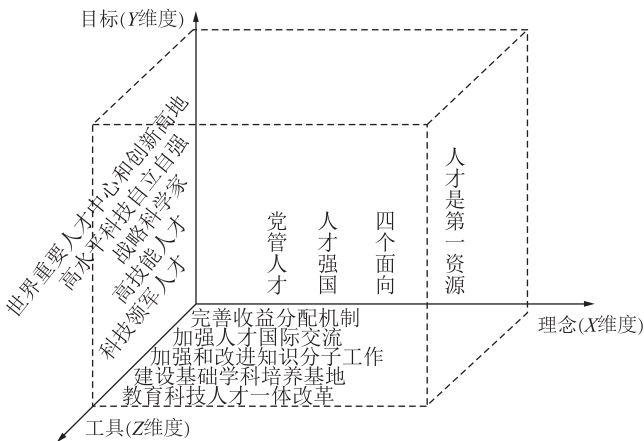 目标(Y维度)
世界重要人才中心和创新高地
高水平科技自立自强
战略科学家
高技能人才
科技领军人才
党管人才
人才强国
四个面向
人才是第一资源
理念(X维度)
完善收益分配机制
加强人才国际交流
加强和改进知识分子工作
建设基础学科培养基地
教育科技人才一体改革
工具(Z维度)